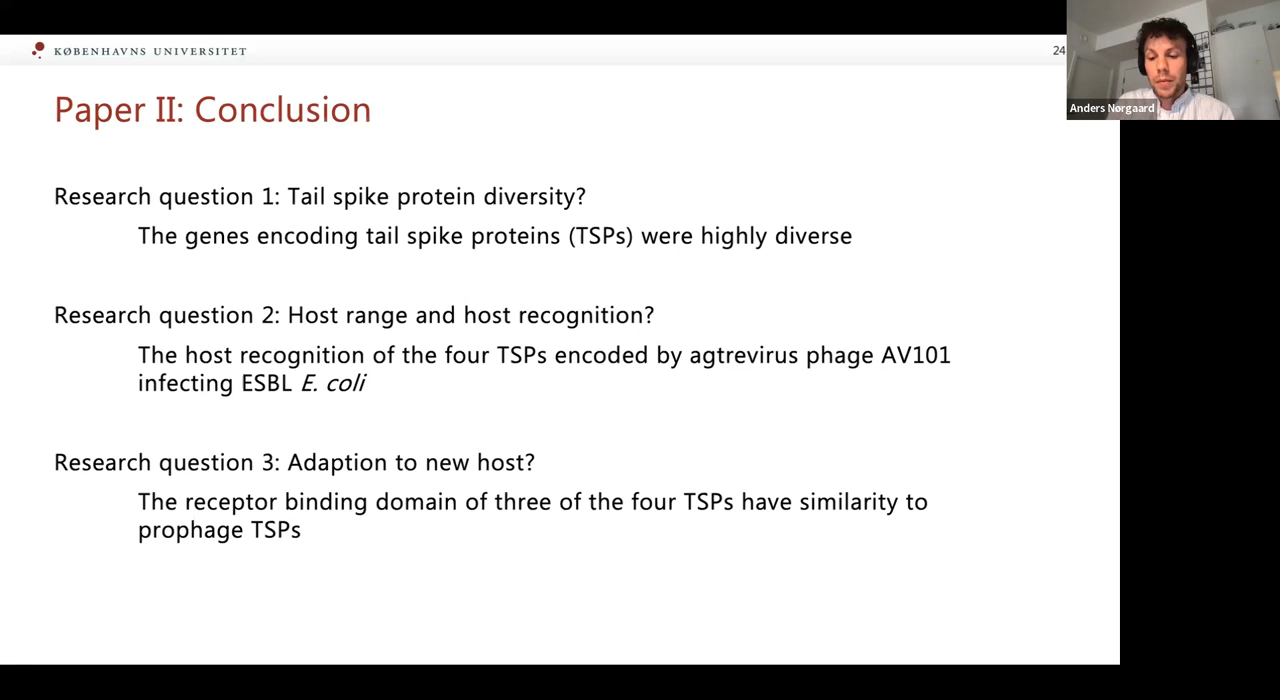 KØBENHAVNS UNIVERSITET
24
Anders Nørgaard
Paper II: Conclusion
Research question 1: Tail spike protein diversity?
The genes encoding tail spike proteins (TSPs) were highly diverse
Research question 2: Host range and host recognition?
The host recognition of the four TSPs encoded by agtrevirus phage AV101
infecting ESBL E. coli
Research question 3: Adaption to new host?
The receptor binding domain of three of the four TSPs have similarity to
prophage TSPs